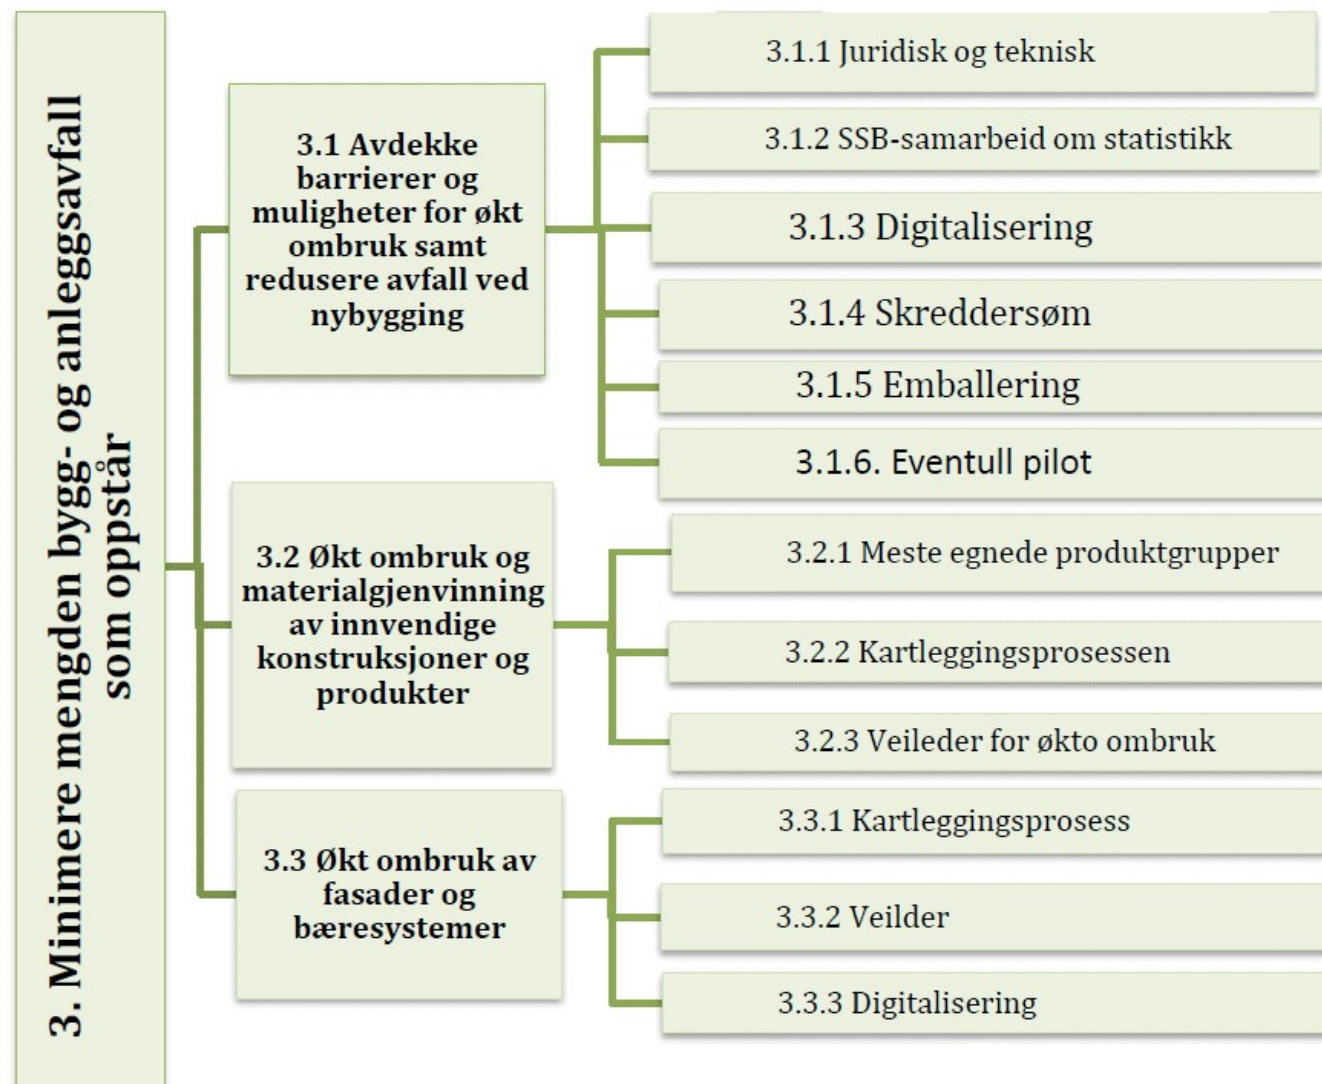 3. Minimere mengden bygg- og anleggsavfall
som oppstår
3.1 Avdekke
barrierer og
muligheter for økt
ombruk samt
redusere avfall ved
nybygging
3.1.1 Juridisk og teknisk
3.1.2 SSB-samarbeid om statistikk
3.1.3 Digitalisering
3.1.4 Skreddersøm
3.1.5 Emballering
3.1.6. Eventull pilot
3.2 Økt ombruk og
materialgjenvinning
av innvendige
konstruksjoner og
produkter
3.2.1 Meste egnede produktgrupper
3.2.2 Kartleggingsprosessen
3.2.3 Veileder for økto ombruk
3.3 Økt ombruk av
fasader og
bæresystemer
3.3.1 Kartleggingsprosess
3.3.2 Veilder
3.3.3 Digitalisering